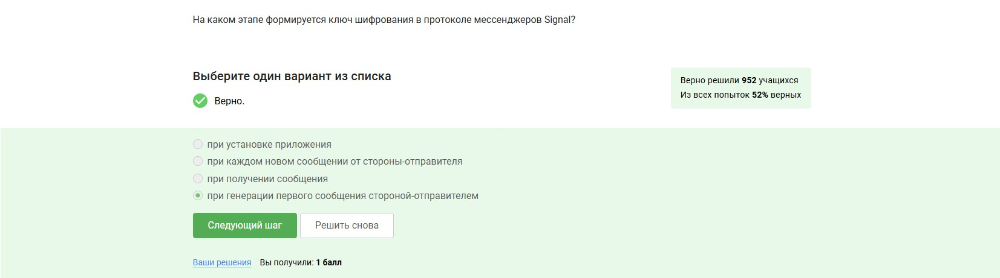 На каком этапе формируется ключ шифрования в протоколе мессенджеров Signal?
Выберите один вариант из списка
Верно.
Верно решили 952 учащихся
Из всех попыток 52% верных
при установке приложения
при каждом новом сообщении от стороны-отправителя
при получении сообщения
при генерации первого сообщения стороной-отправителем
Следующий шаг
Решить снова
Ваши решения Вы получили: 1 балл